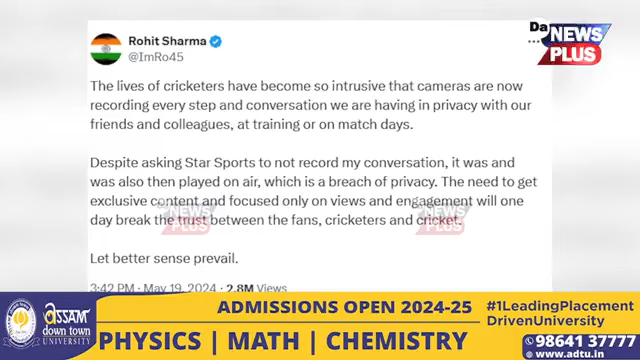 Rohit Sharma
@ImRo45
Da
NEWS
PLUS
The lives of cricketers have become so intrusive that cameras are now
recording every step and conversation we are having in privacy with our
friends and colleagues, at training or on match days.
Despite asking Star Sports to not record my conversation, it was and
was also then played on air, which is a breach of privacy. The need to get
exclusive content and focused only on views and engagement will one
day break the trust between the fans, cricketers and cricket.
NEWS
PLUS
NEWS
PLUS
Let better sense prevail.
3:42 PM · May 19, 2024 · 2.8M Views
assam
down town
UNIVERSITY
ADMISSIONS OPEN 2024-25
PHYSICS | MATH | CHEMISTRY
#1LeadingPlacement
DrivenUniversity
98641 37777
www.adtu.in